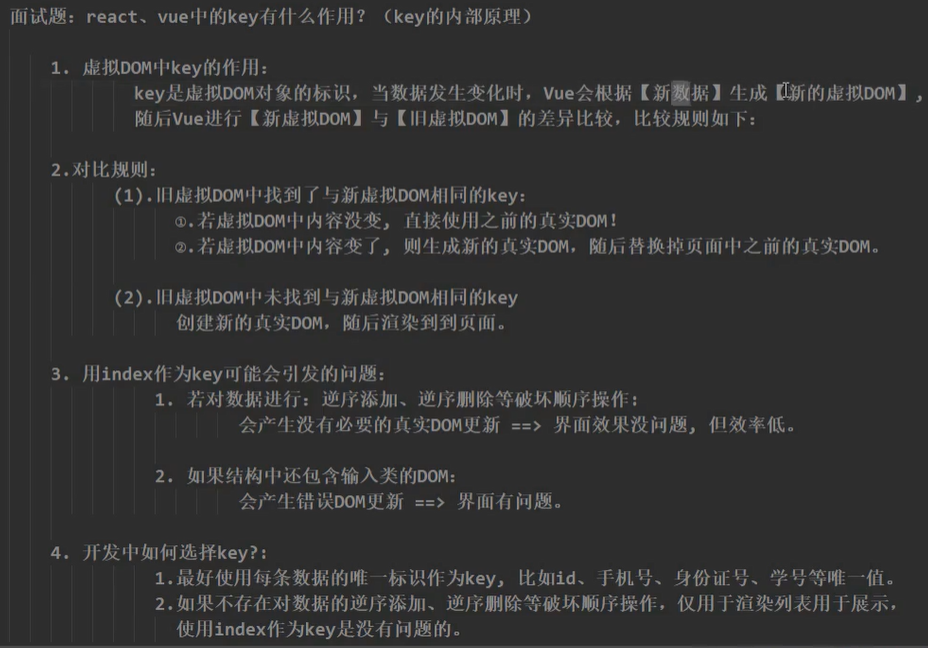 面试题：react、vue中的key有什么作用？（key的内部原理）
1. 虚拟DOM中key的作用：
key是虚拟DOM对象的标识，当数据发生变化时，Vue会根据【新数据】生成【新的虚拟DOM】,
随后Vue进行【新虚拟DOM】与【旧虚拟DOM】的差异比较，比较规则如下：
2.对比规则：
(1).旧虚拟DOM中找到了与新虚拟DOM相同的key：
①.若虚拟DOM中内容没变, 直接使用之前的真实DOM！
②.若虚拟DOM中内容变了, 则生成新的真实DOM，随后替换掉页面中之前的真实DOM。
(2).旧虚拟DOM中未找到与新虚拟DOM相同的key
创建新的真实DOM，随后渲染到到页面。
3. 用index作为key可能会引发的问题：
1. 若对数据进行：逆序添加、逆序删除等破坏顺序操作:
会产生没有必要的真实DOM更新 ==> 界面效果没问题, 但效率低。
2. 如果结构中还包含输入类的DOM：
会产生错误DOM更新 ==> 界面有问题。
4. 开发中如何选择key?:
1.最好使用每条数据的唯一标识作为key, 比如id、手机号、身份证号、学号等唯一值。
2.如果不存在对数据的逆序添加、逆序删除等破坏顺序操作，仅用于渲染列表用于展示，
使用index作为key是没有问题的。